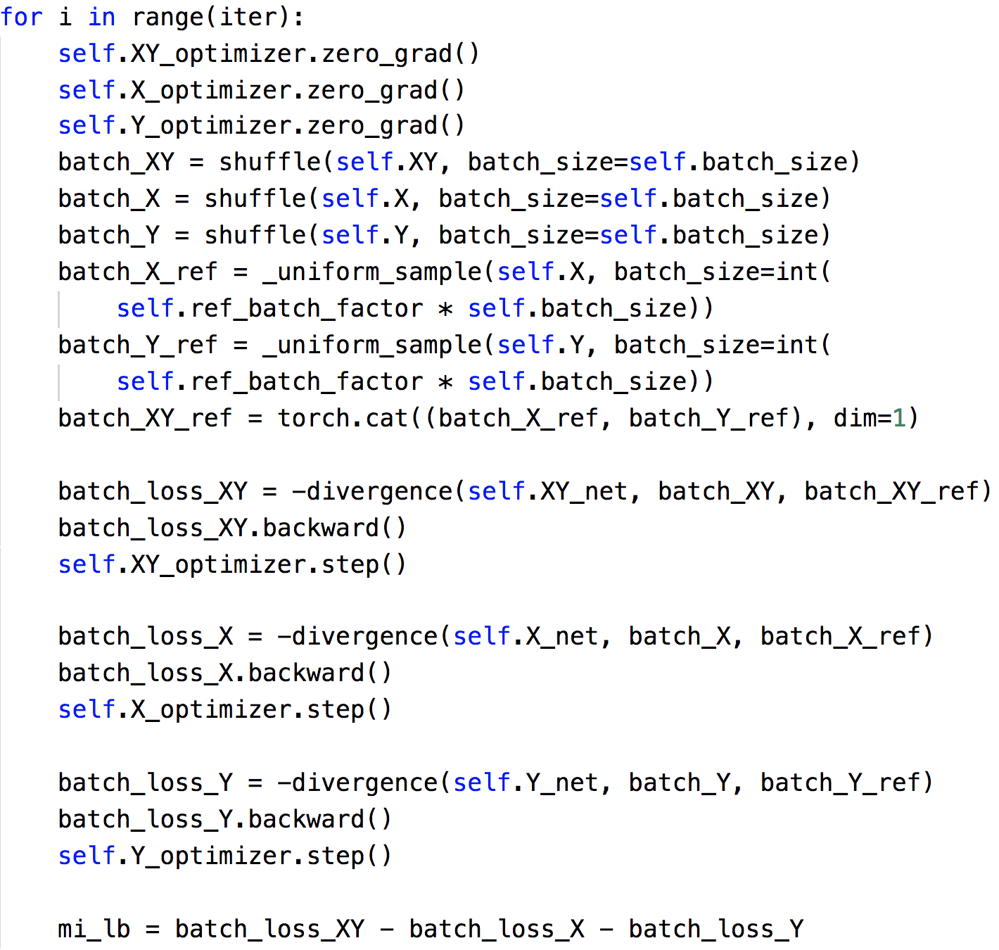 for i in range(iter):
    self.XY_optimizer.zero_grad()
    self.X_optimizer.zero_grad()
    self.Y_optimizer.zero_grad()
    batch_XY = shuffle(self.XY, batch_size=self.batch_size)
    batch_X = shuffle(self.X, batch_size=self.batch_size)
    batch_Y = shuffle(self.Y, batch_size=self.batch_size)
    batch_X_ref = _uniform_sample(self.X, batch_size=int(
        self.ref_batch_factor * self.batch_size))
    batch_Y_ref = _uniform_sample(self.Y, batch_size=int(
        self.ref_batch_factor * self.batch_size))
    batch_XY_ref = torch.cat((batch_X_ref, batch_Y_ref), dim=1)

    batch_loss_XY = -divergence(self.XY_net, batch_XY, batch_XY_ref)
    batch_loss_XY.backward()
    self.XY_optimizer.step()

    batch_loss_X = -divergence(self.X_net, batch_X, batch_X_ref)
    batch_loss_X.backward()
    self.X_optimizer.step()

    batch_loss_Y = -divergence(self.Y_net, batch_Y, batch_Y_ref)
    batch_loss_Y.backward()
    self.Y_optimizer.step()

    mi_lb = batch_loss_XY - batch_loss_X - batch_loss_Y